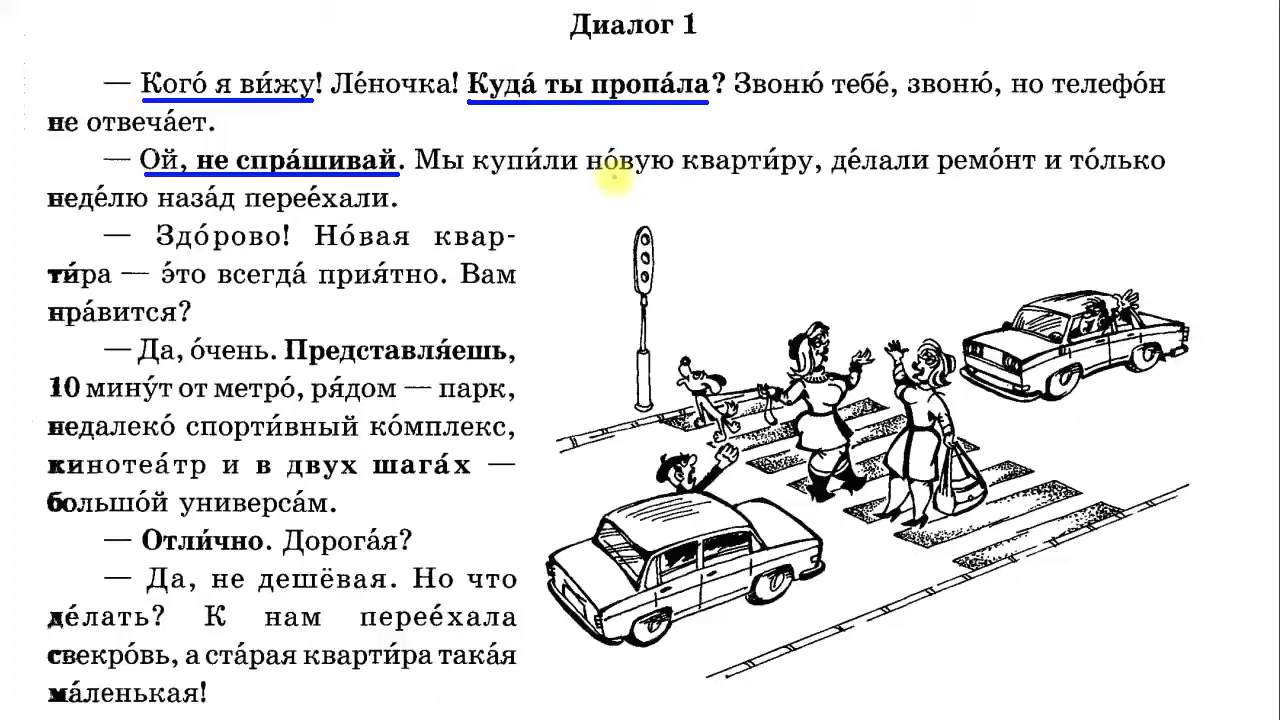 Диалог 1
— Кого́ я ви́жу! Ле́ночка! Куда́ ты пропа́ла? Звоню́ тебе́, звоню́, но телефо́н
не отвеча́ет.
— Ой, не спра́шивай. Мы купи́ли но́вую кварти́ру, де́лали ремо́нт и то́лько
неде́лю наза́д перее́хали.
— Здо́рово! Но́вая квар-
ти́ра — э́то всегда́ прия́тно. Вам
нра́вится?
— Да, о́чень. Представля́ешь,
10 мину́т от метро́, ря́дом — парк,
недалеко́ спорти́вный ко́мплекс,
кинотеа́тр и в двух шага́х —
большо́й универса́м.
— Отли́чно. Дорога́я?
— Да, не дешёвая. Но что
де́лать? К нам перее́хала
свекро́вь, а ста́рая кварти́ра така́я
ма́ленькая!